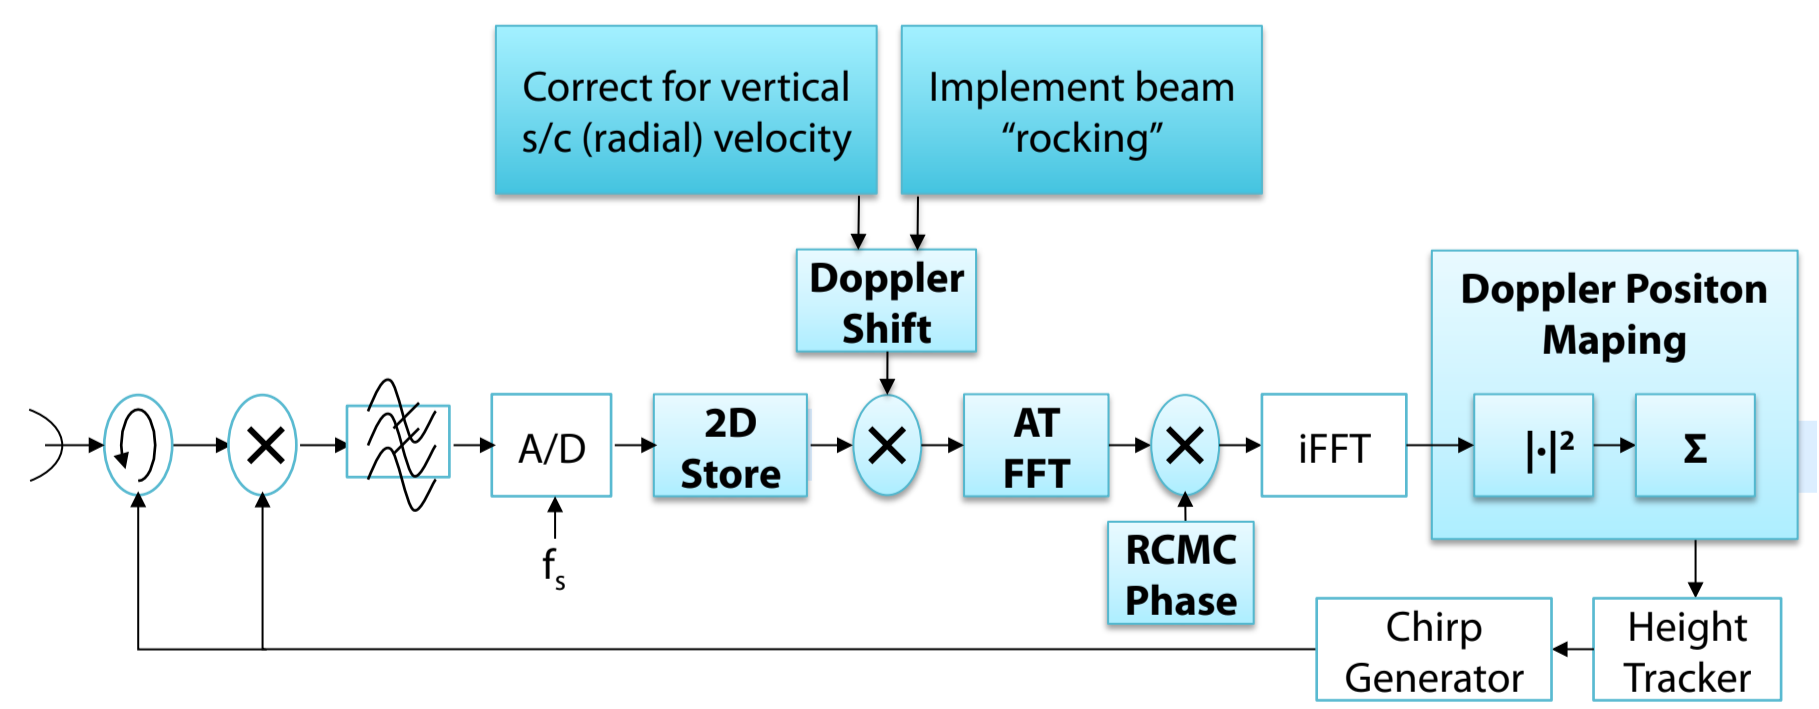 Correct for vertical
s/c (radial) velocity
Implement beam
“rocking”
Doppler
Shift
Doppler Positon
Maping
A/D
2D
Store
AT
FFT
iFFT
|·|²
Σ
fs
RCMC
Phase
Chirp
Generator
Height
Tracker